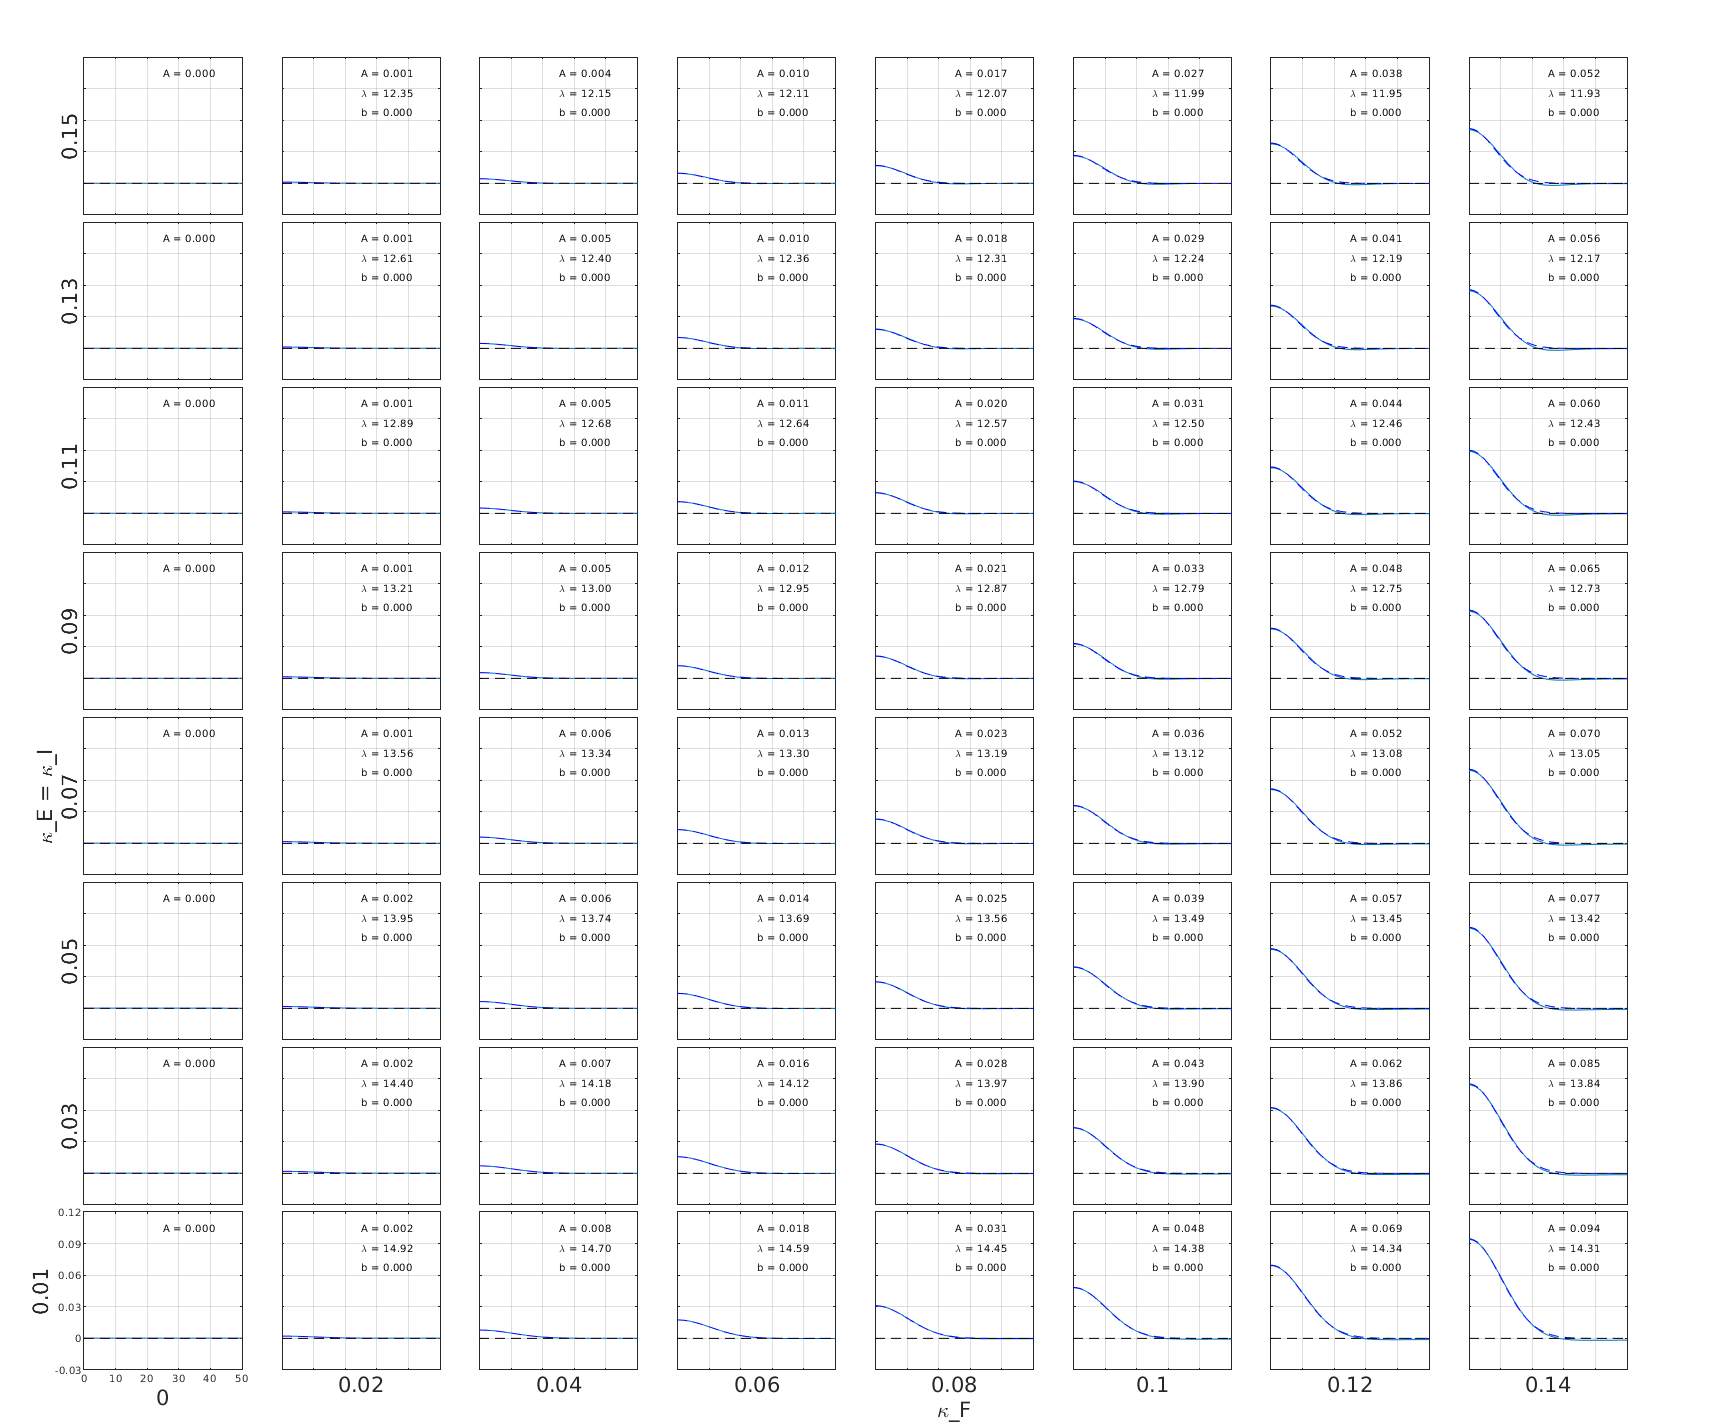 A = 0.000
A = 0.001
λ = 12.35
b = 0.000
A = 0.004
λ = 12.15
b = 0.000
A = 0.010
λ = 12.11
b = 0.000
A = 0.017
λ = 12.07
b = 0.000
A = 0.027
λ = 11.99
b = 0.000
A = 0.038
λ = 11.95
b = 0.000
A = 0.052
λ = 11.93
b = 0.000
0.15
A = 0.000
A = 0.001
λ = 12.61
b = 0.000
A = 0.005
λ = 12.40
b = 0.000
A = 0.010
λ = 12.36
b = 0.000
A = 0.018
λ = 12.31
b = 0.000
A = 0.029
λ = 12.24
b = 0.000
A = 0.041
λ = 12.19
b = 0.000
A = 0.056
λ = 12.17
b = 0.000
0.13
A = 0.000
A = 0.001
λ = 12.89
b = 0.000
A = 0.005
λ = 12.68
b = 0.000
A = 0.011
λ = 12.64
b = 0.000
A = 0.020
λ = 12.57
b = 0.000
A = 0.031
λ = 12.50
b = 0.000
A = 0.044
λ = 12.46
b = 0.000
A = 0.060
λ = 12.43
b = 0.000
0.11
A = 0.000
A = 0.001
λ = 13.21
b = 0.000
A = 0.005
λ = 13.00
b = 0.000
A = 0.012
λ = 12.95
b = 0.000
A = 0.021
λ = 12.87
b = 0.000
A = 0.033
λ = 12.79
b = 0.000
A = 0.048
λ = 12.75
b = 0.000
A = 0.065
λ = 12.73
b = 0.000
0.09
A = 0.000
A = 0.001
λ = 13.56
b = 0.000
A = 0.006
λ = 13.34
b = 0.000
A = 0.013
λ = 13.30
b = 0.000
A = 0.023
λ = 13.19
b = 0.000
A = 0.036
λ = 13.12
b = 0.000
A = 0.052
λ = 13.08
b = 0.000
A = 0.070
λ = 13.05
b = 0.000
κ_E = κ_I
0.07
A = 0.000
A = 0.002
λ = 13.95
b = 0.000
A = 0.006
λ = 13.74
b = 0.000
A = 0.014
λ = 13.69
b = 0.000
A = 0.025
λ = 13.56
b = 0.000
A = 0.039
λ = 13.49
b = 0.000
A = 0.057
λ = 13.45
b = 0.000
A = 0.077
λ = 13.42
b = 0.000
0.05
A = 0.000
A = 0.002
λ = 14.40
b = 0.000
A = 0.007
λ = 14.18
b = 0.000
A = 0.016
λ = 14.12
b = 0.000
A = 0.028
λ = 13.97
b = 0.000
A = 0.043
λ = 13.90
b = 0.000
A = 0.062
λ = 13.86
b = 0.000
A = 0.085
λ = 13.84
b = 0.000
0.03
A = 0.000
A = 0.002
λ = 14.92
b = 0.000
A = 0.008
λ = 14.70
b = 0.000
A = 0.018
λ = 14.59
b = 0.000
A = 0.031
λ = 14.45
b = 0.000
A = 0.048
λ = 14.38
b = 0.000
A = 0.069
λ = 14.34
b = 0.000
A = 0.094
λ = 14.31
b = 0.000
0.01
0.12
0.09
0.06
0.03
0
-0.03
0 10 20 30 40 50
0 0.02 0.04 0.06 0.08 0.1 0.12 0.14
κ_F